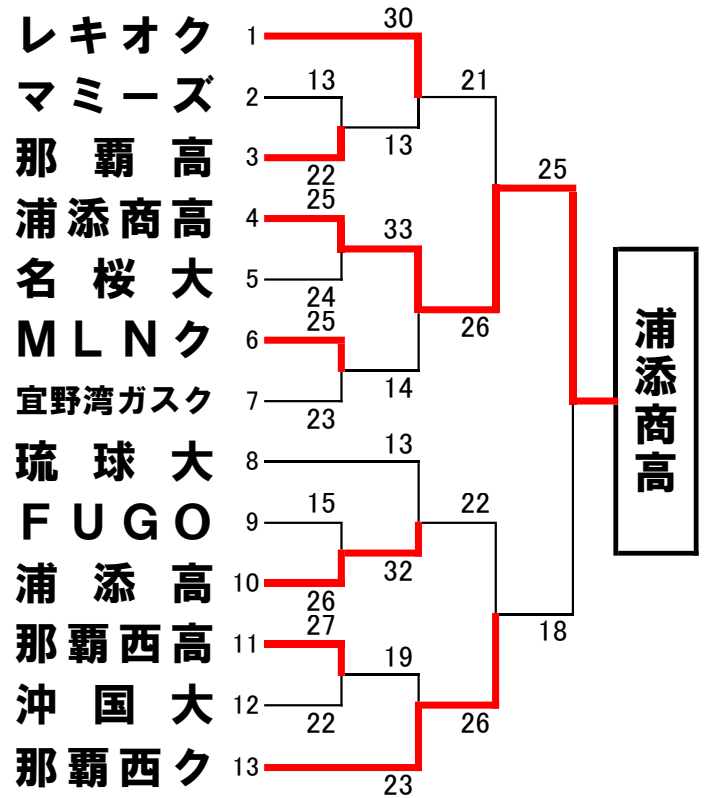 レキオク 1 30
マミーズ 2 13 21
那覇高 3 22 13
浦添商高 4 25 33 25
名桜大 5 24
MLNク 6 25 26
宜野湾ガスク 7 23 14
浦添商高
琉球大 8 13
FUGO 9 15 22
浦添高 10 26 32
那覇西高 11 27 19 18
沖国大 12 22 26
那覇西ク 13 23